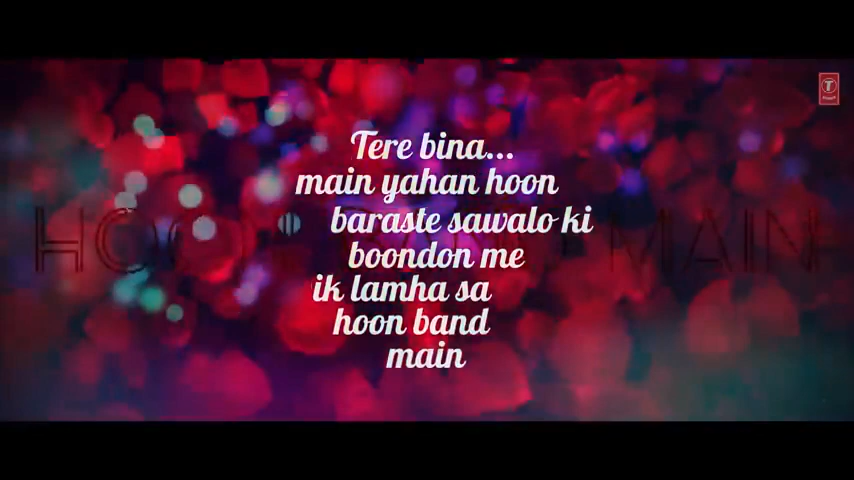 Tere bina...
main yahan hoon
baraste sawalo ki
boondon me
ik lamha sa
hoon band
main